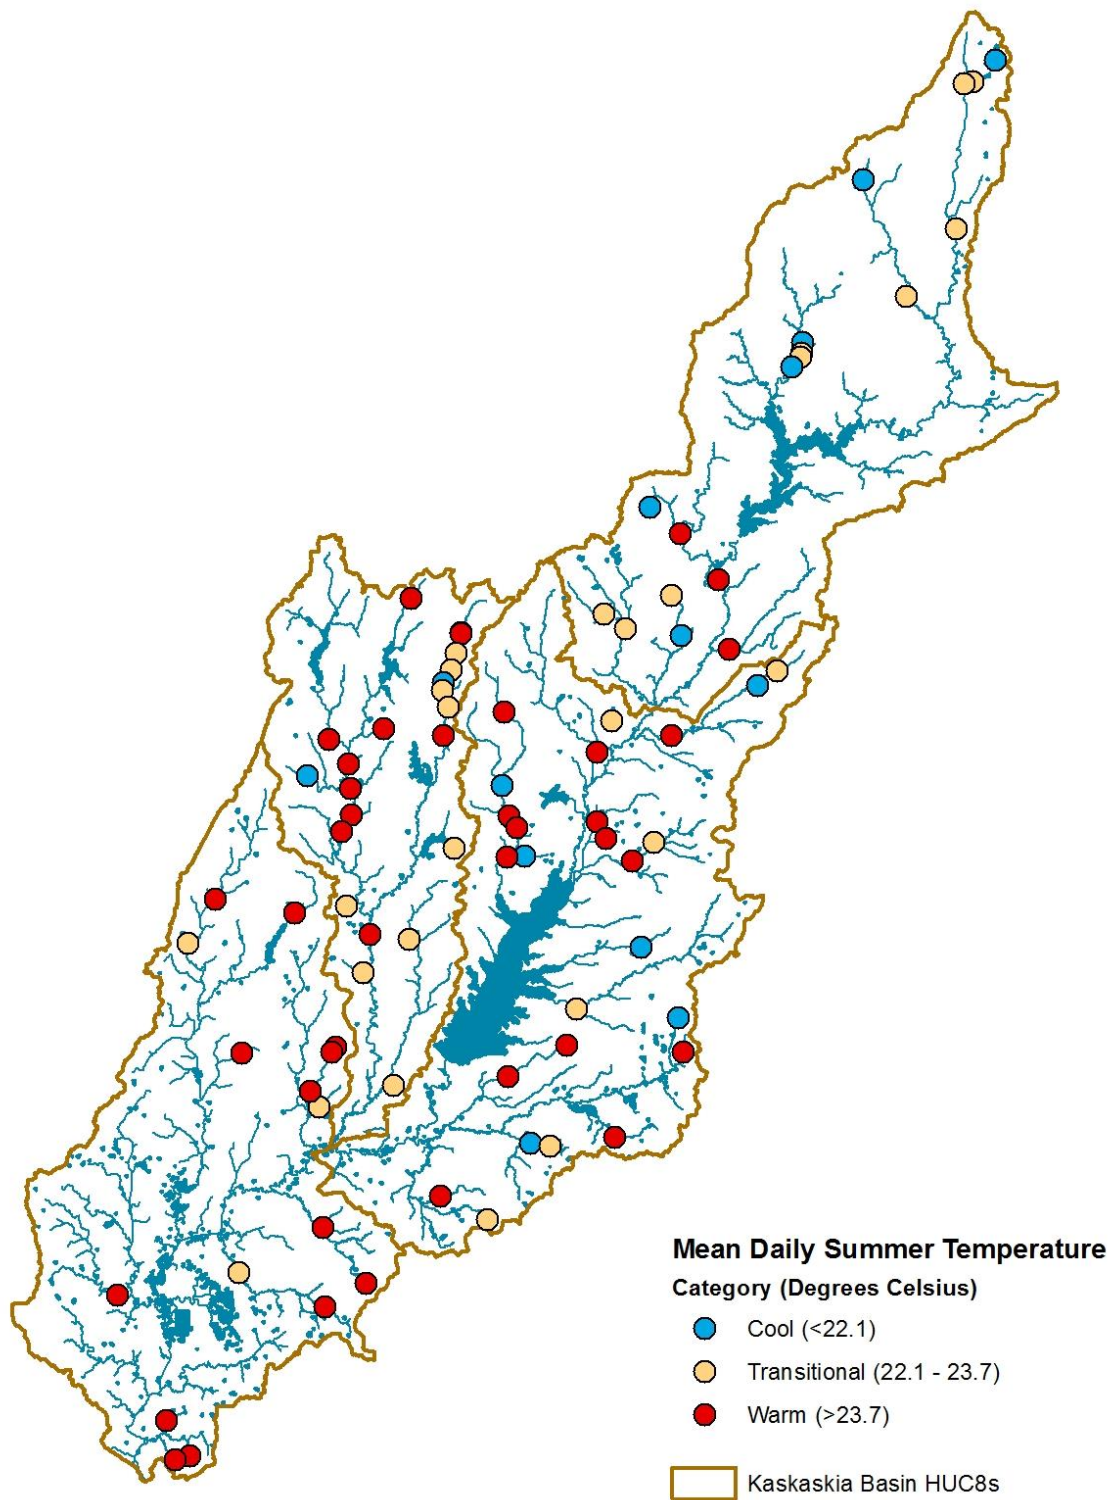 Mean Daily Summer Temperature
Category (Degrees Celsius)
Cool (<22.1)
Transitional (22.1 - 23.7)
Warm (>23.7)
Kaskaskia Basin HUC8s